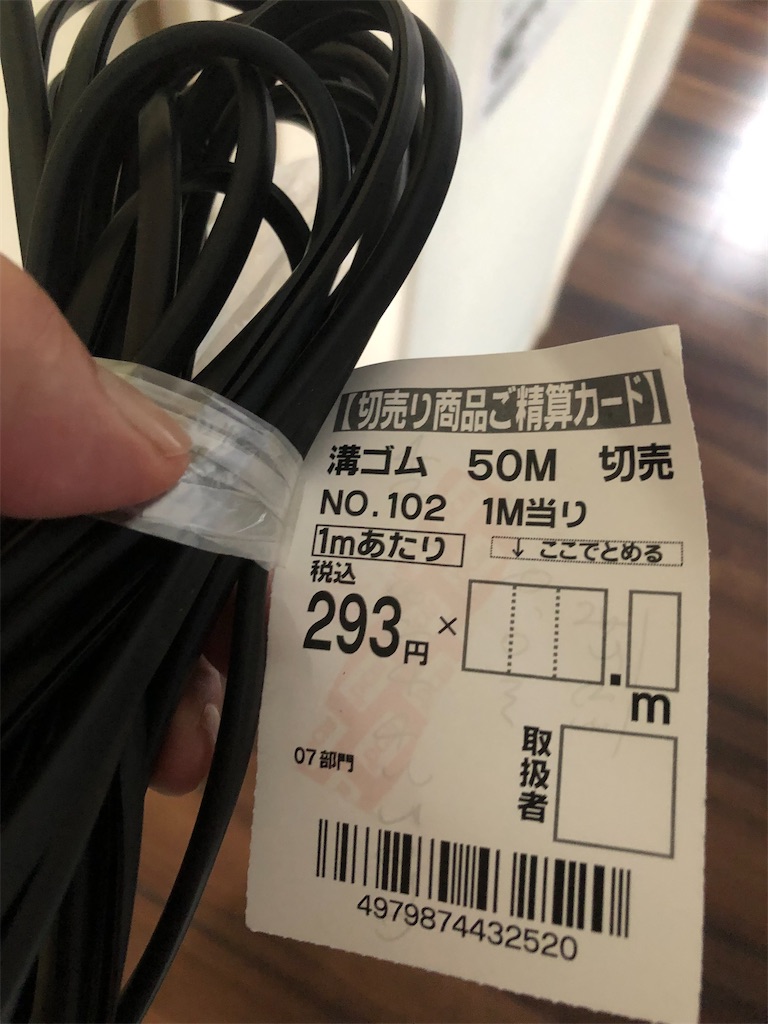 【切売り商品ご精算カード】
溝ゴム 50M 切売
NO.102 1M当り
1mあたり ↓ ここでとめる
税込
293円 × . m
取扱者
07部門
4979874432520